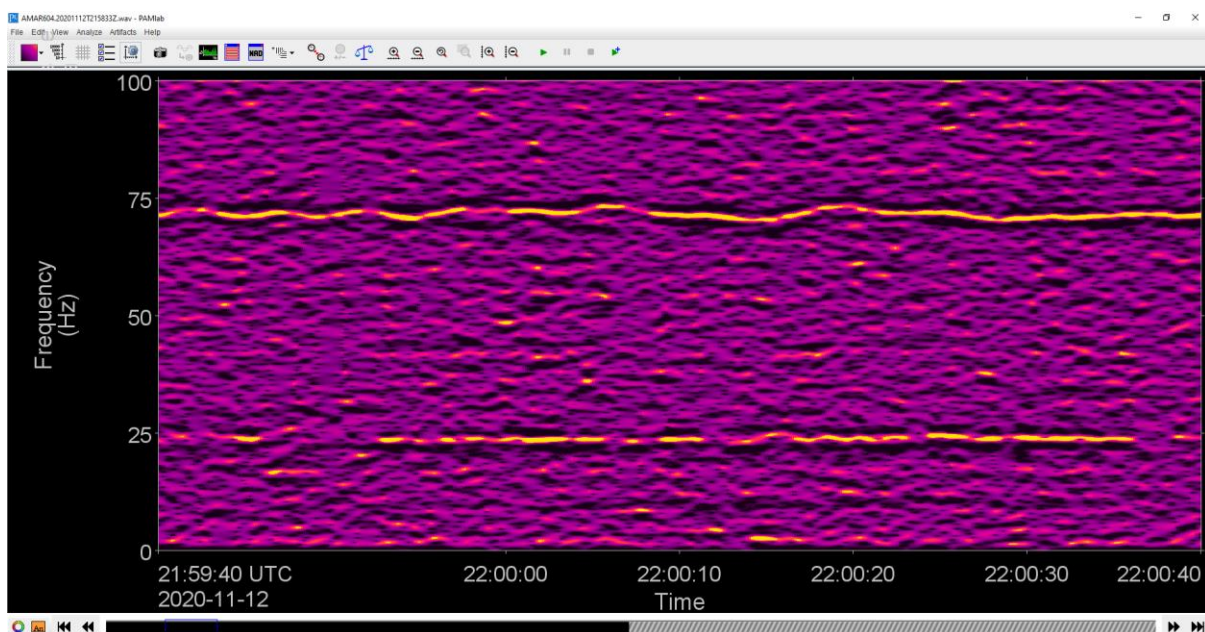 AMAR604.20201112T215833Z.wav - PAMlab
File Edit View Analyze Artifacts Help
NRD
100
75
50
25
0
Frequency
(Hz)
21:59:40 UTC 22:00:00 22:00:10 22:00:20 22:00:30 22:00:40
2020-11-12
Time